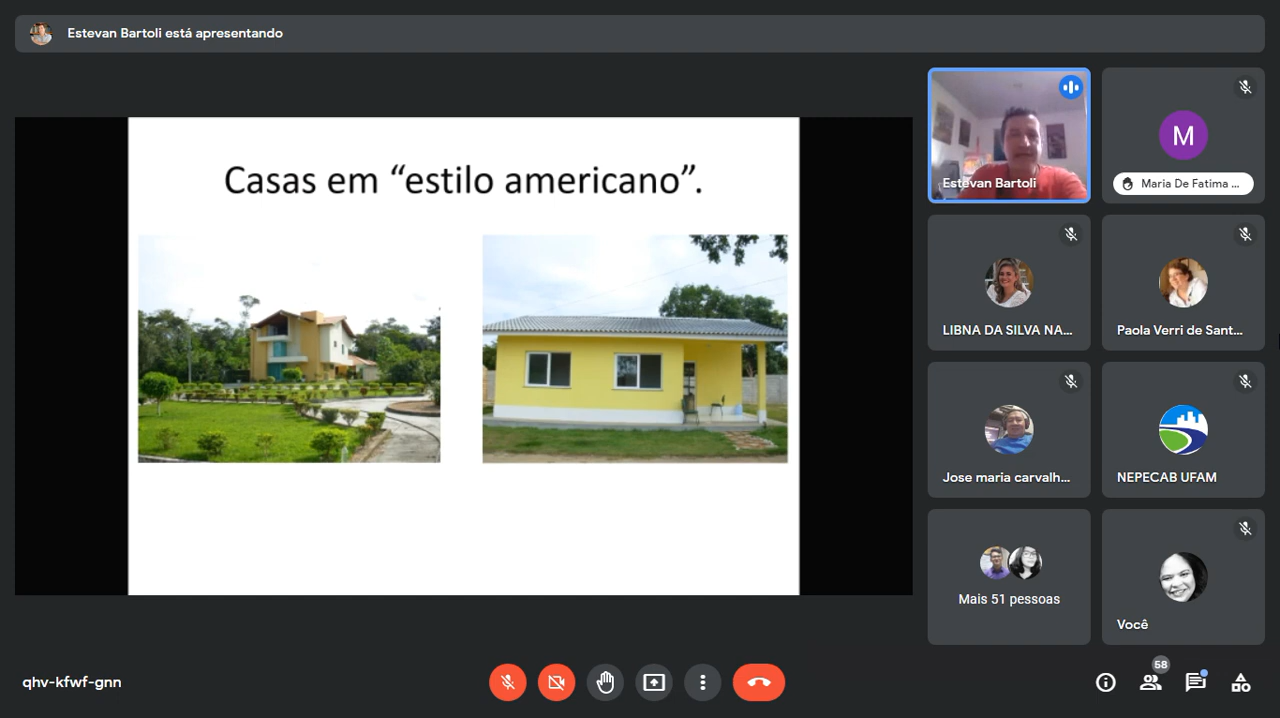 Estevan Bartoli está apresentando
Casas em “estilo americano”.
Estevan Bartoli
M
Maria De Fatima ...
LIBNA DA SILVA NA...
Paola Verri de Sant...
Jose maria carvalh...
NEPECAB UFAM
Mais 51 pessoas
Você
qhv-kfwf-gnn
58